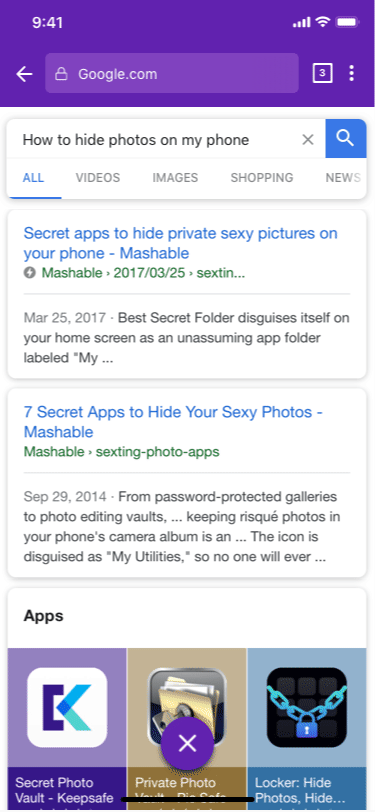 9:41
Google.com
3
How to hide photos on my phone
ALL VIDEOS IMAGES SHOPPING NEWS
Secret apps to hide private sexy pictures on
your phone - Mashable
Mashable › 2017/03/25 › sextin...
Mar 25, 2017 · Best Secret Folder disguises itself on
your home screen as an unassuming app folder
labeled "My ...
7 Secret Apps to Hide Your Sexy Photos -
Mashable
Mashable › sexting-photo-apps
Sep 29, 2014 · From password-protected galleries
to photo editing vaults, ... keeping risqué photos in
your phone's camera album is an ... The icon is
disguised as "My Utilities," so no one will ever ...
Apps
Secret Photo
Vault - Keepsafe
Private Photo
Vault - Pic Safe
Locker: Hide
Photos, Hide...